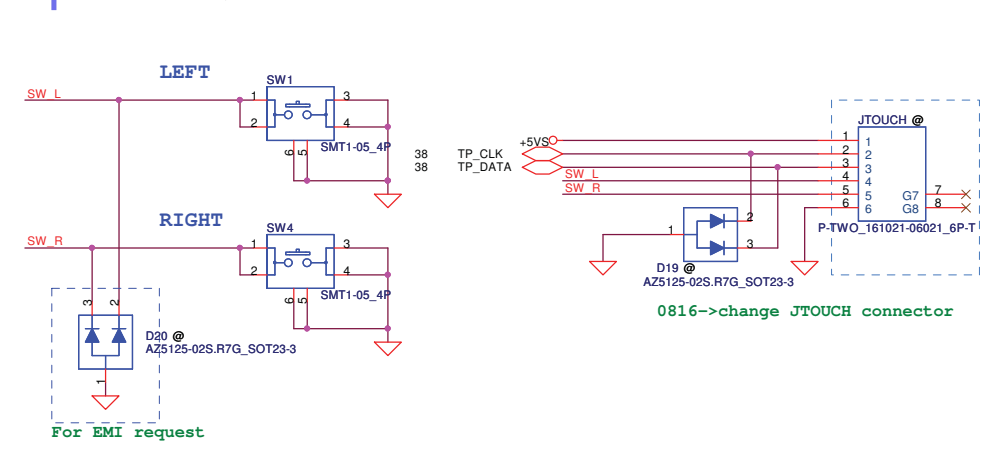 LEFT
SW_L
SW1
1
2
3
4
6
5
SMT1-05_4P
RIGHT
SW_R
SW4
1
2
3
4
6
5
SMT1-05_4P
3
2
D20 @
AZ5125-02S.R7G_SOT23-3
1
For EMI request
+5VS
38 TP_CLK
38 TP_DATA
SW_L
SW_R
JTOUCH @
1 1
2 2
3 3
4 4
5 5 G7 7
6 6 G8 8
P-TWO_161021-06021_6P-T
1
2
3
D19 @
AZ5125-02S.R7G_SOT23-3
0816->change JTOUCH connector